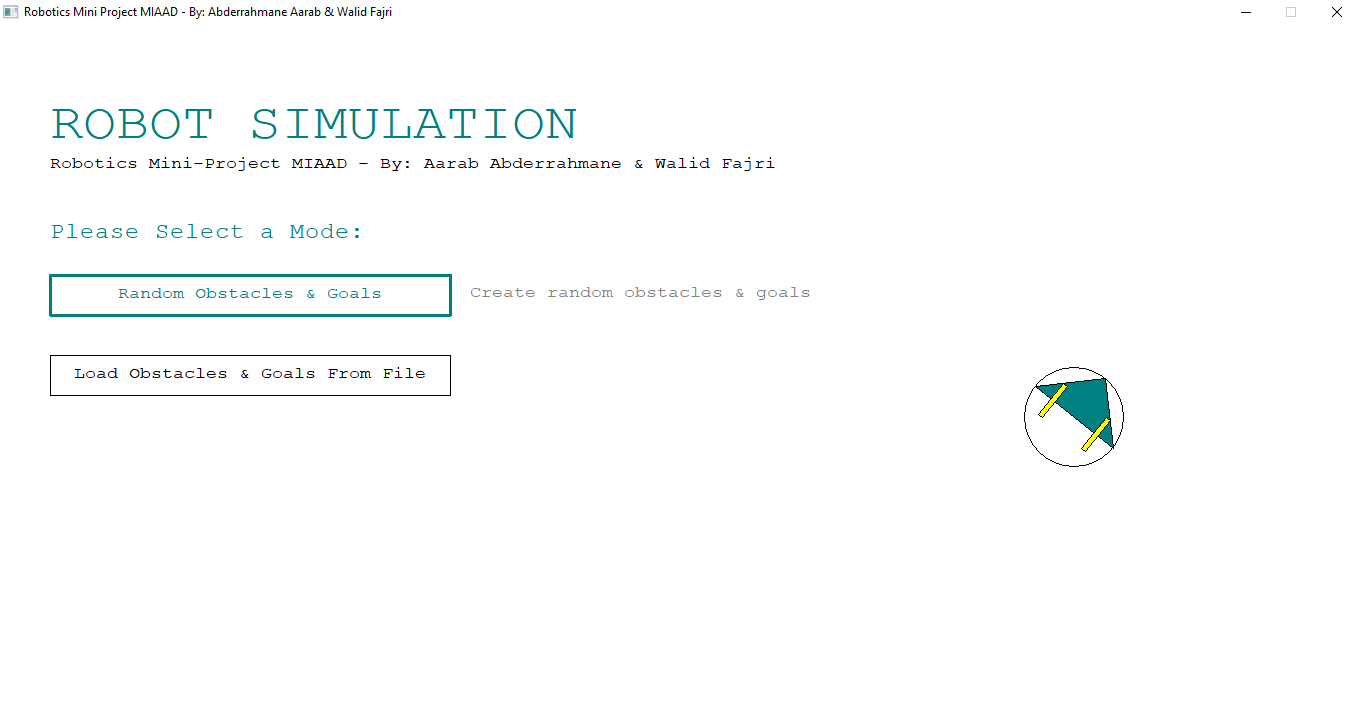 Robotics Mini Project MIAAD - By: Abderrahmane Aarab & Walid Fajri
ROBOT SIMULATION
Robotics Mini-Project MIAAD - By: Aarab Abderrahmane & Walid Fajri
Please Select a Mode:
Random Obstacles & Goals
Create random obstacles & goals
Load Obstacles & Goals From File